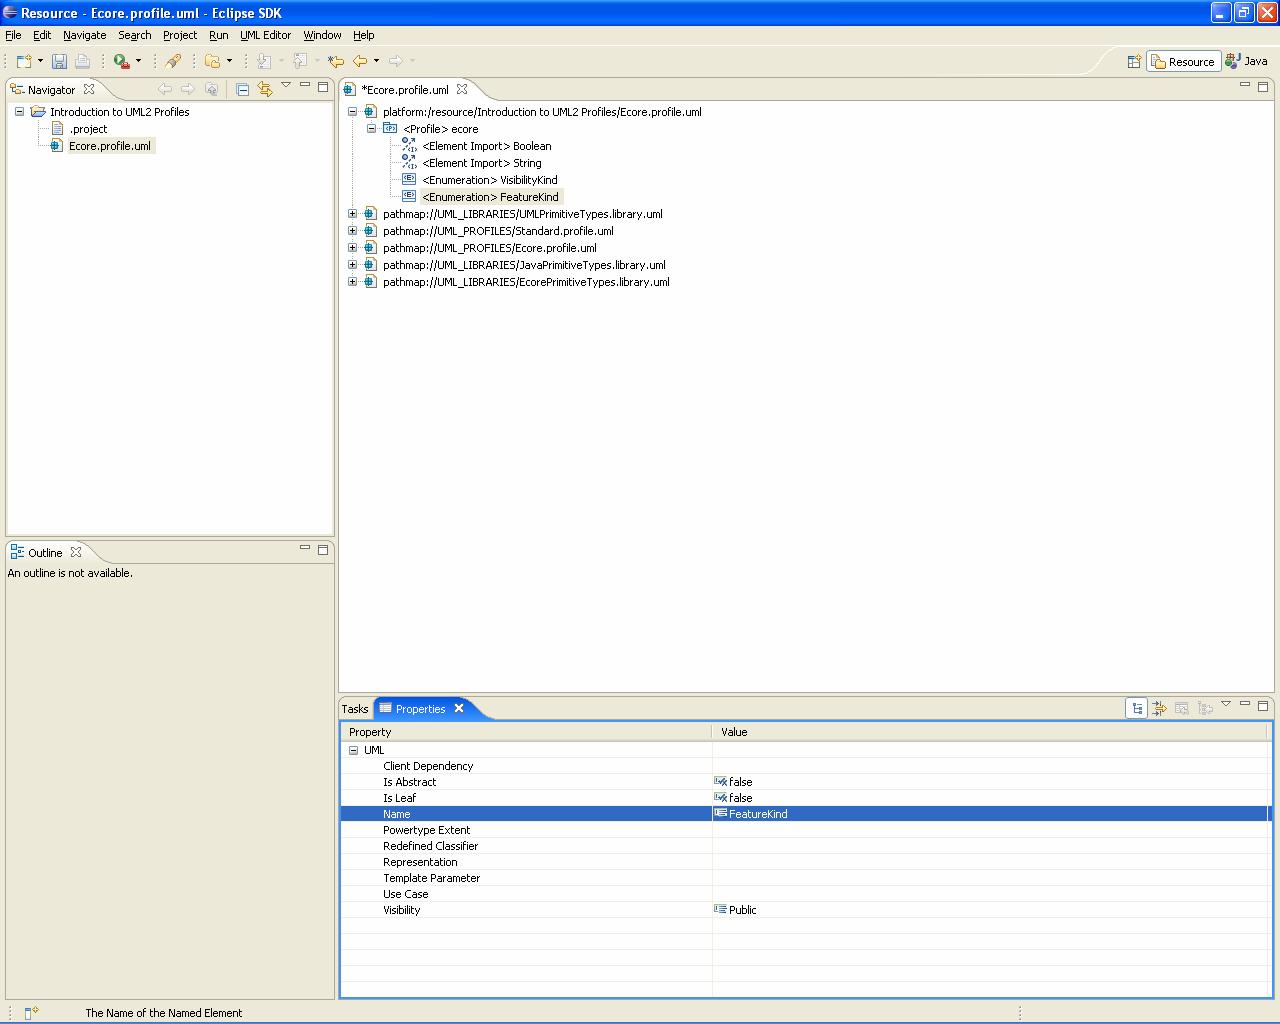 Resource - Ecore.profile.uml - Eclipse SDK
File Edit Navigate Search Project Run UML Editor Window Help
Resource Java
Navigator
Introduction to UML2 Profiles
.project
Ecore.profile.uml
*Ecore.profile.uml
platform:/resource/Introduction to UML2 Profiles/Ecore.profile.uml
<Profile> ecore
<Element Import> Boolean
<Element Import> String
<Enumeration> VisibilityKind
<Enumeration> FeatureKind
pathmap://UML_LIBRARIES/UMLPrimitiveTypes.library.uml
pathmap://UML_PROFILES/Standard.profile.uml
pathmap://UML_PROFILES/Ecore.profile.uml
pathmap://UML_LIBRARIES/JavaPrimitiveTypes.library.uml
pathmap://UML_LIBRARIES/EcorePrimitiveTypes.library.uml
Outline
An outline is not available.
Tasks Properties
Property Value
UML
Client Dependency
Is Abstract false
Is Leaf false
Name FeatureKind
Powertype Extent
Redefined Classifier
Representation
Template Parameter
Use Case
Visibility Public
The Name of the Named Element